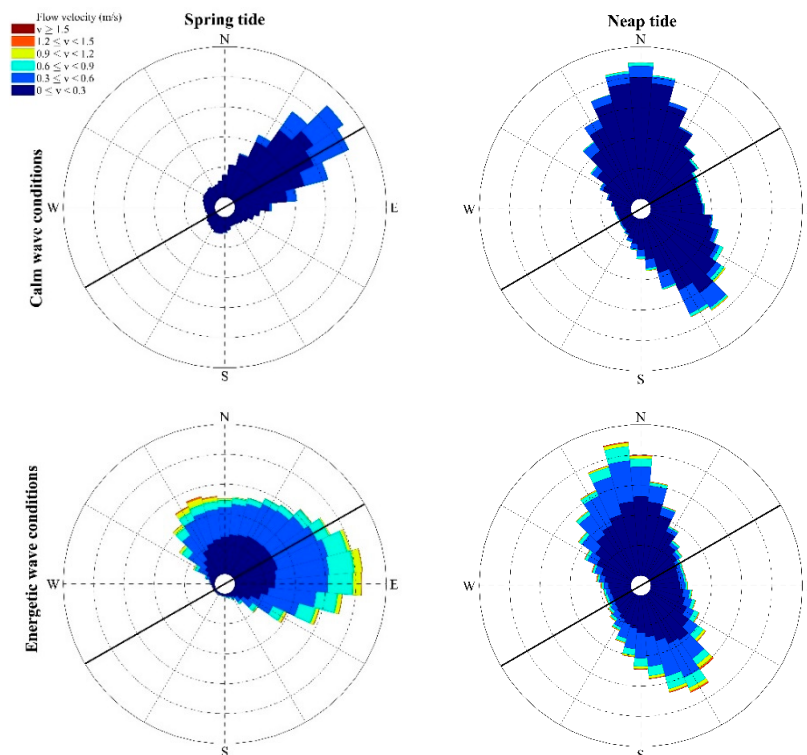 Flow velocity (m/s)
v ≥ 1.5
1.2 ≤ v < 1.5
0.9 < v < 1.2
0.6 ≤ v < 0.9
0.3 ≤ v < 0.6
0 ≤ v < 0.3
Spring tide
Neap tide
Calm wave conditions
N
W
E
S
N
S
Energetic wave conditions
N
W
E
S
N
S